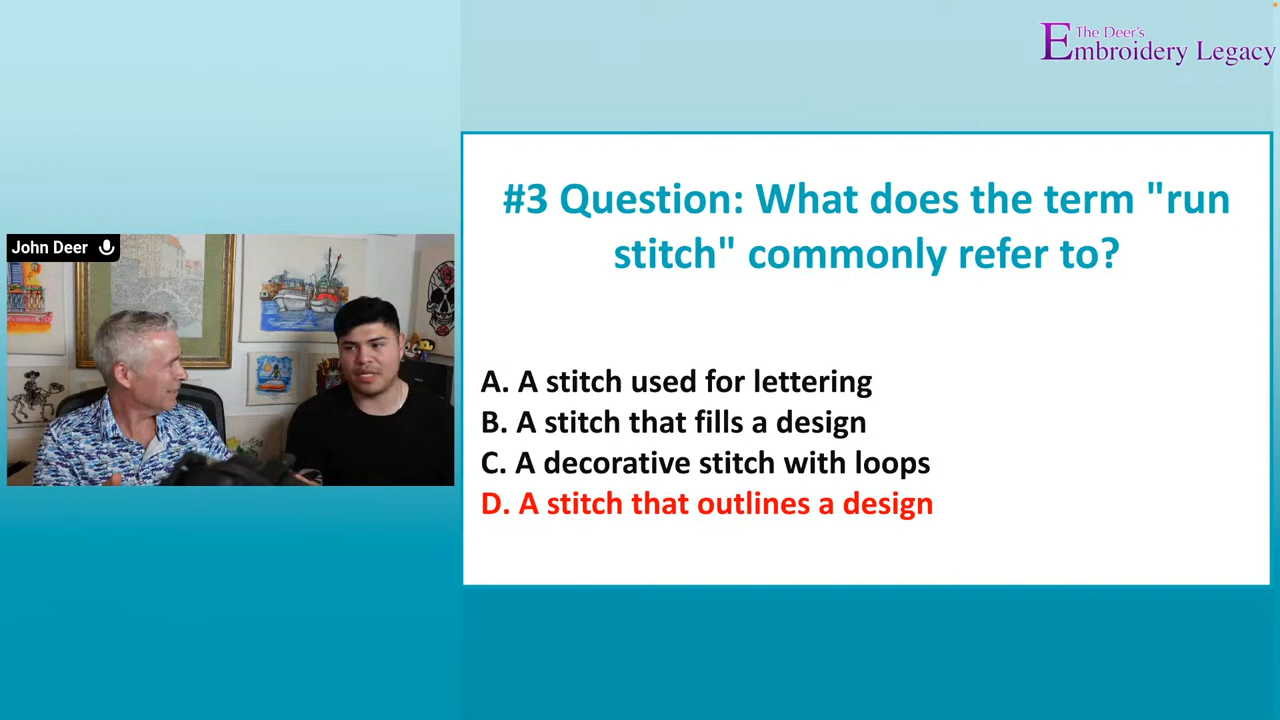 The Deer's
Embroidery Legacy
#3 Question: What does the term "run
stitch" commonly refer to?
John Deer
A. A stitch used for lettering
B. A stitch that fills a design
C. A decorative stitch with loops
D. A stitch that outlines a design